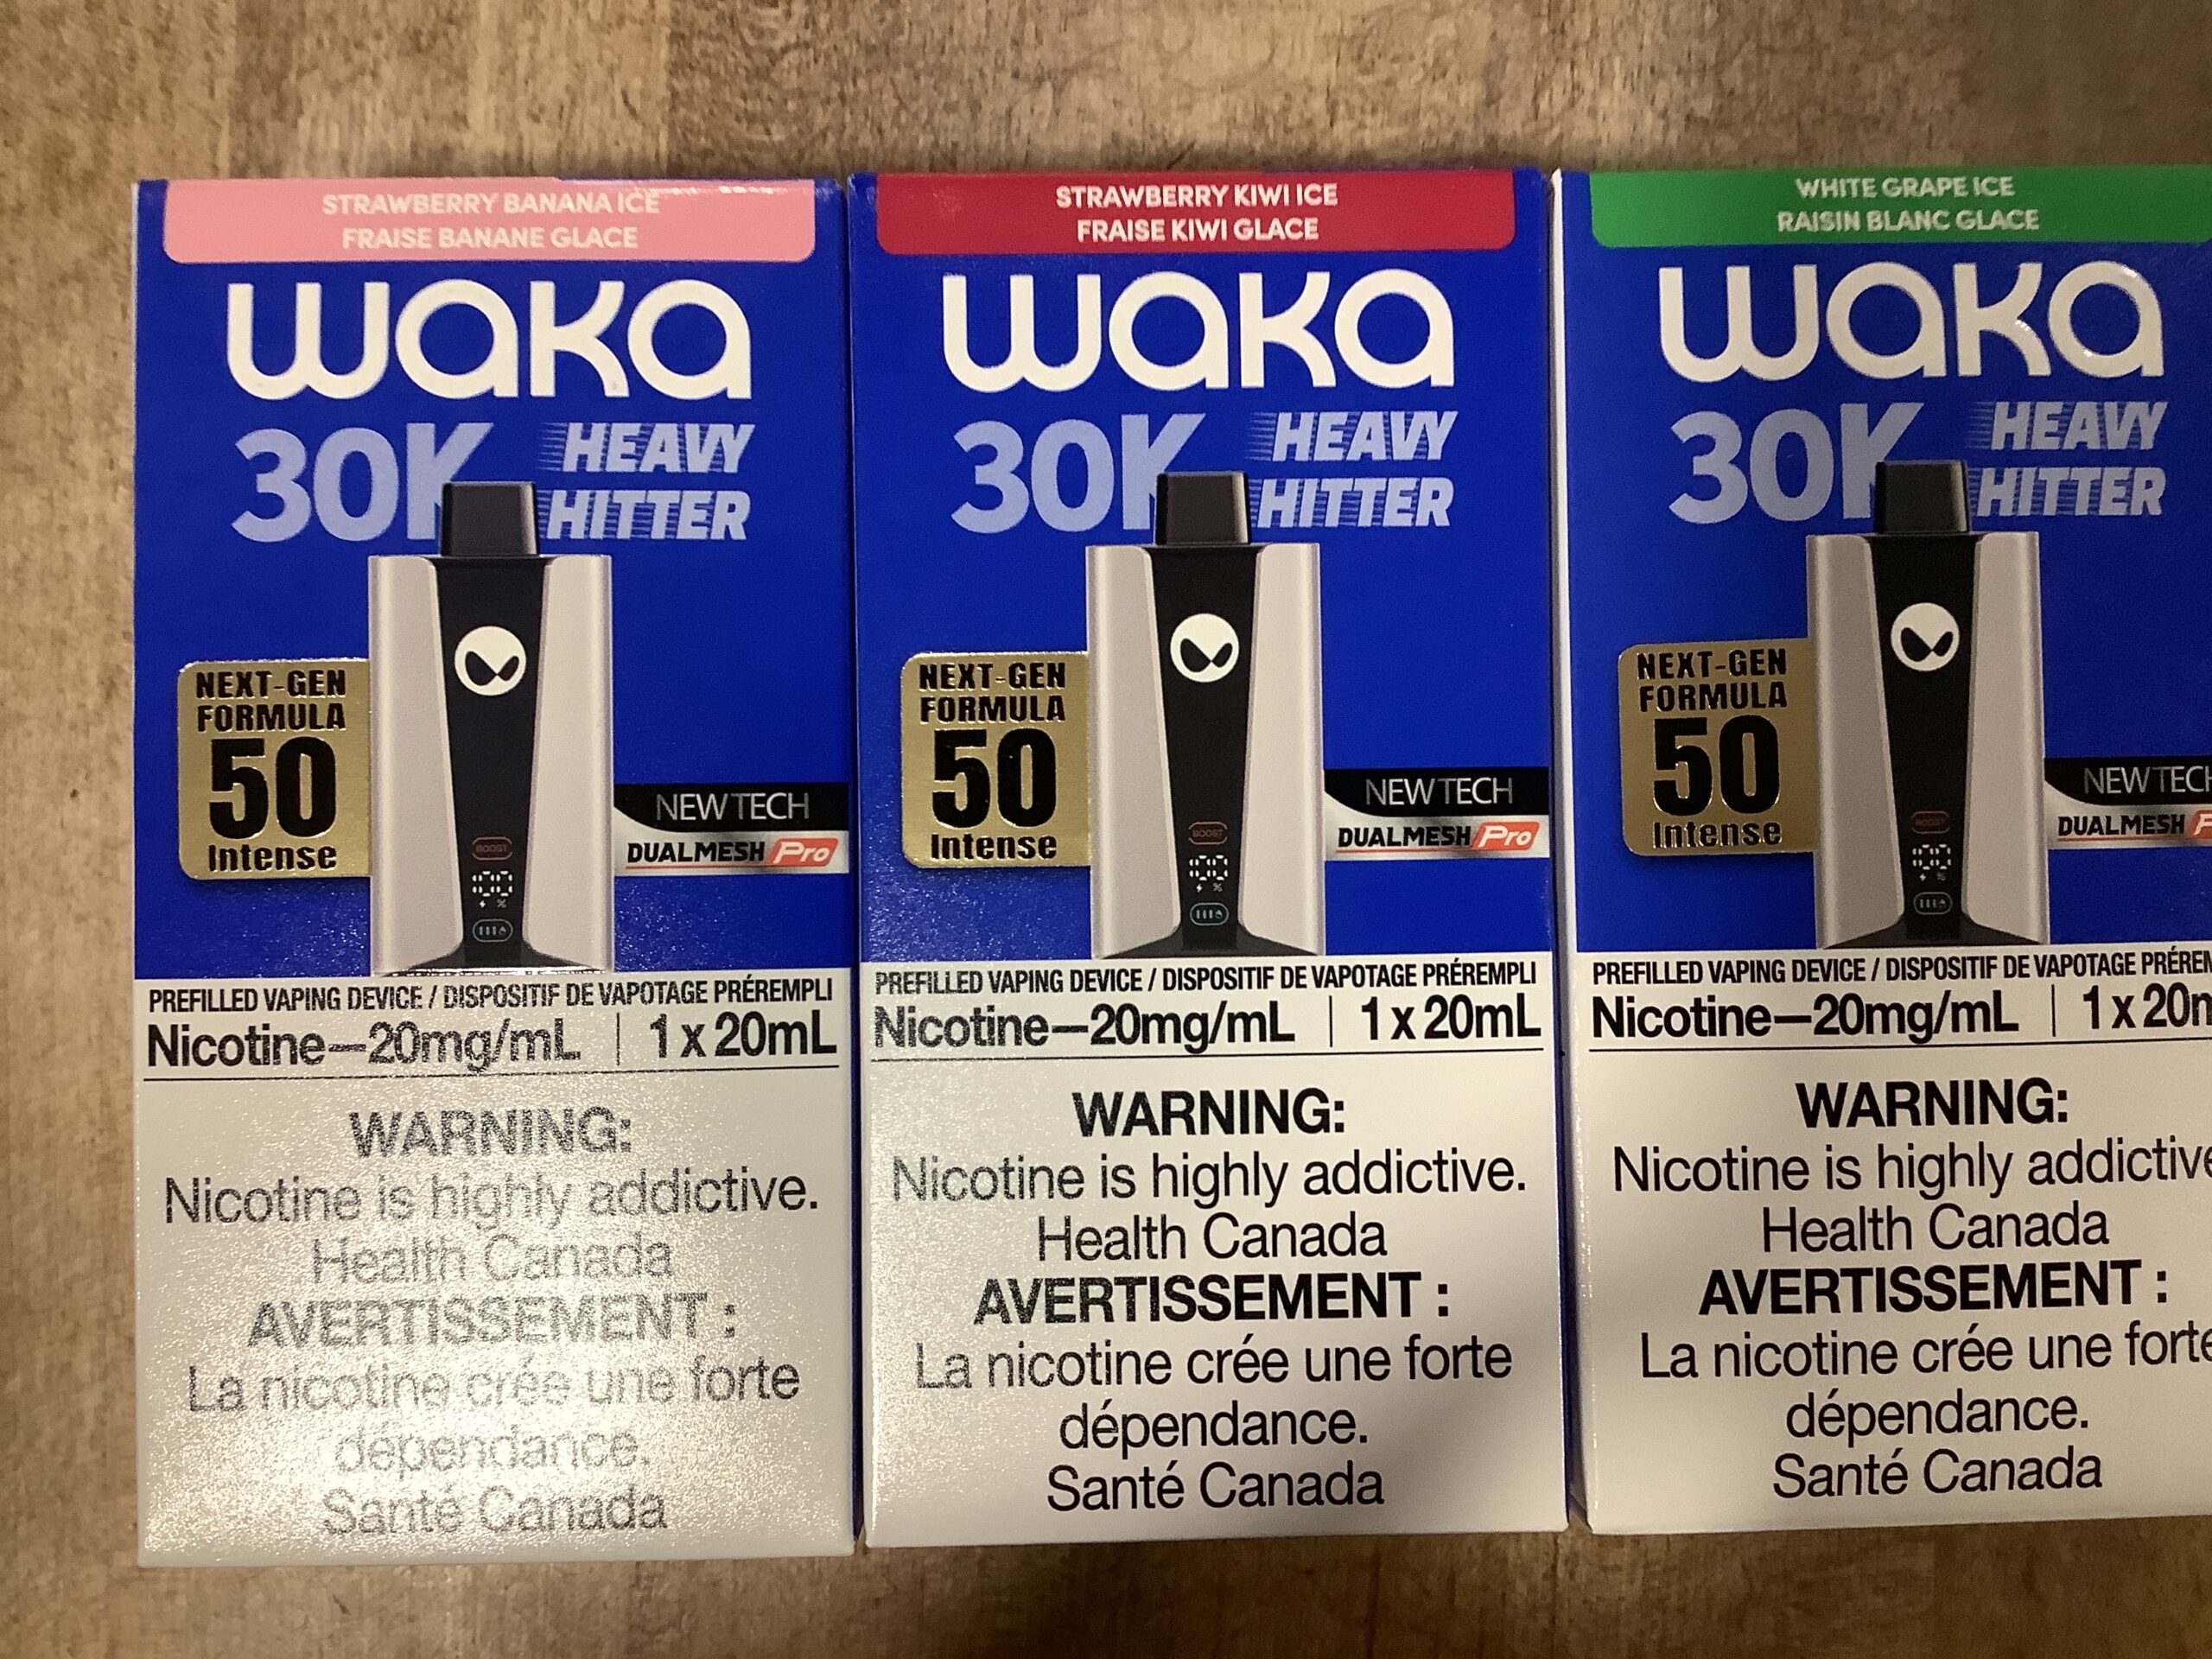 STRAWBERRY BANANA ICE
FRAISE BANANE GLACE
waka
30K HEAVY
HITTER
NEXT-GEN
FORMULA
50
Intense
BOOST
NEW TECH
DUALMESH Pro
PREFILLED VAPING DEVICE / DISPOSITIF DE VAPOTAGE PRÉREMPLI
Nicotine—20mg/mL | 1 x 20mL
WARNING:
Nicotine is highly addictive.
Health Canada
AVERTISSEMENT :
La nicotine crée une forte
dépendance.
Santé Canada
STRAWBERRY KIWI ICE
FRAISE KIWI GLACE
waka
30K HEAVY
HITTER
NEXT-GEN
FORMULA
50
Intense
BOOST
NEW TECH
DUALMESH Pro
PREFILLED VAPING DEVICE / DISPOSITIF DE VAPOTAGE PRÉREMPLI
Nicotine—20mg/mL | 1 x 20mL
WARNING:
Nicotine is highly addictive.
Health Canada
AVERTISSEMENT :
La nicotine crée une forte
dépendance.
Santé Canada
WHITE GRAPE ICE
RAISIN BLANC GLACE
waka
30K HEAVY
HITTER
NEXT-GEN
FORMULA
50
Intense
BOOST
NEW TECH
DUALMESH
PREFILLED VAPING DEVICE / DISPOSITIF DE VAPOTAGE
Nicotine—20mg/mL | 1 x 20m
WARNING:
Nicotine is highly addictive
Health Canada
AVERTISSEMENT :
La nicotine crée une forte
dépendance.
Santé Canada